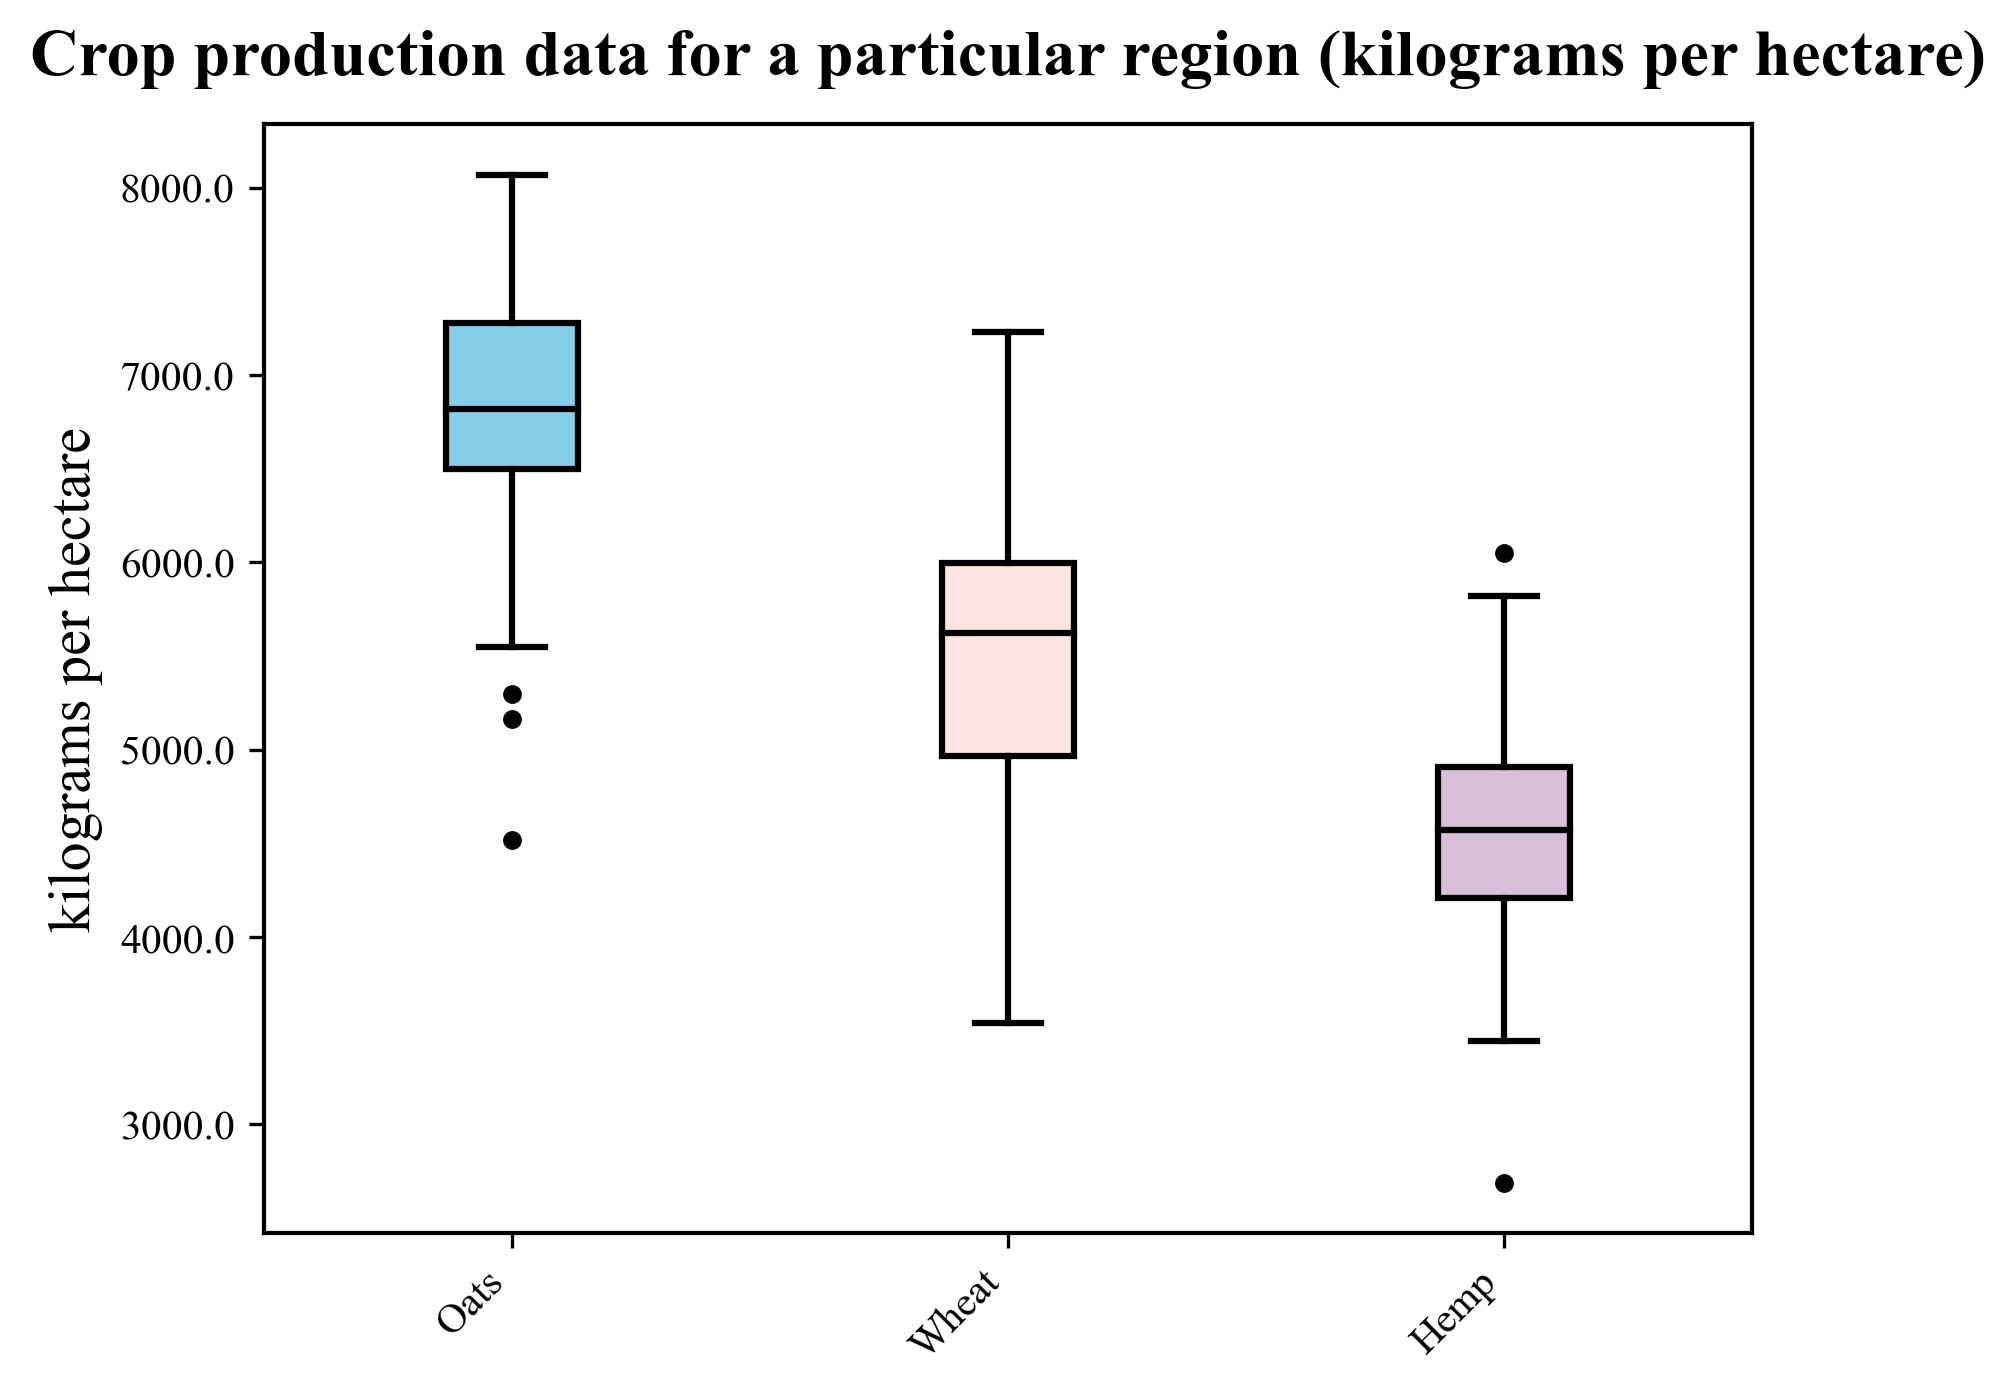 Crop production data for a particular region (kilograms per hectare)
kilograms per hectare
8000.0
7000.0
6000.0
5000.0
4000.0
3000.0
Oats
Wheat
Hemp